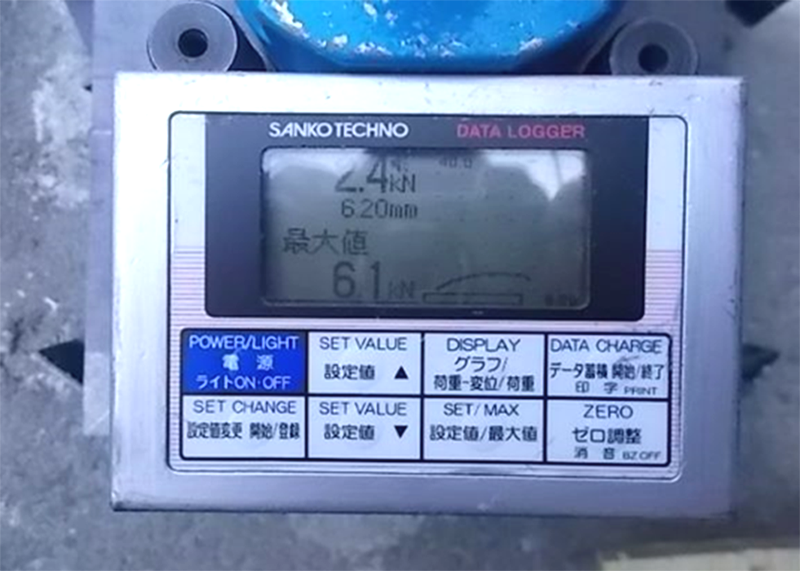 SANKOTECHNO DATA LOGGER
2.4kN
6.20mm
最大値
6.1kN
POWER/LIGHT
電源
ライトON・OFF
SET VALUE
設定値 ▲
DISPLAY
グラフ/
荷重-変位/荷重
DATA CHARGE
データ蓄積 開始/終了
印字 PRINT
SET CHANGE
設定値変更 開始/登録
SET VALUE
設定値 ▼
SET/MAX
設定値/最大値
ZERO
ゼロ調整
消音 BZ OFF